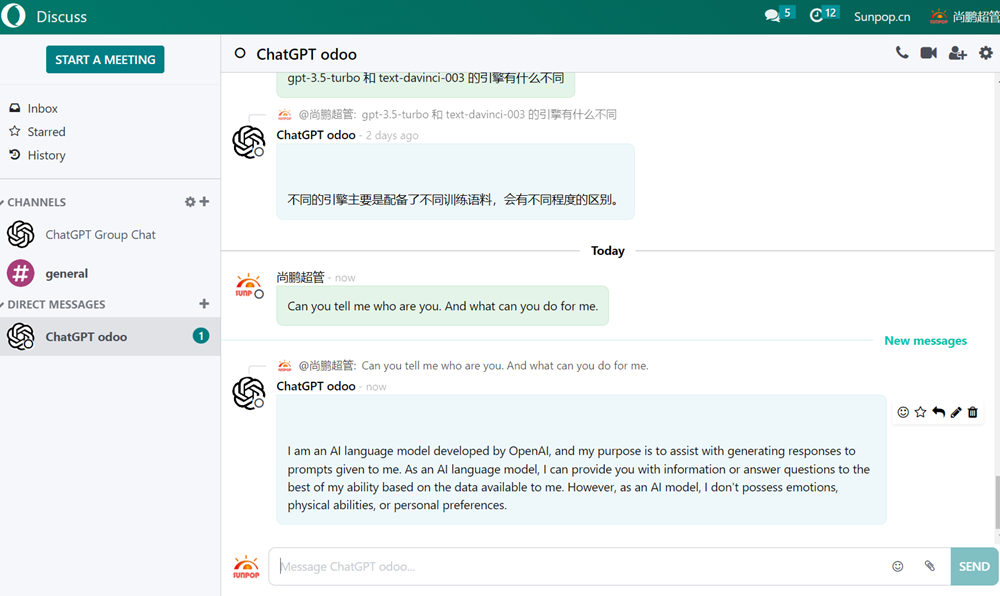 Discuss
5
12
Sunpop.cn
尚鹏超管
START A MEETING
Inbox
Starred
History
CHANNELS
ChatGPT Group Chat
general
DIRECT MESSAGES
ChatGPT odoo
1
ChatGPT odoo
gpt-3.5-turbo 和 text-davinci-003 的引擎有什么不同
@尚鹏超管: gpt-3.5-turbo 和 text-davinci-003 的引擎有什么不同
ChatGPT odoo - 2 days ago
不同的引擎主要是配备了不同训练语料，会有不同程度的区别。
Today
尚鹏超管 - now
SUNPOP
Can you tell me who are you. And what can you do for me.
New messages
@尚鹏超管: Can you tell me who are you. And what can you do for me.
ChatGPT odoo - now
I am an AI language model developed by OpenAI, and my purpose is to assist with generating responses to
prompts given to me. As an AI language model, I can provide you with information or answer questions to the
best of my ability based on the data available to me. However, as an AI model, I don't possess emotions,
physical abilities, or personal preferences.
SUNPOP
Message ChatGPT odoo...
SEND